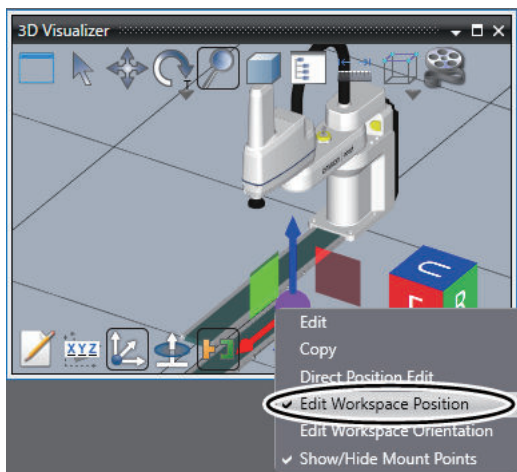 3D Visualizer
XYZ
Edit
Copy
Direct Position Edit
Edit Workspace Position
Edit Workspace Orientation
Show/Hide Mount Points